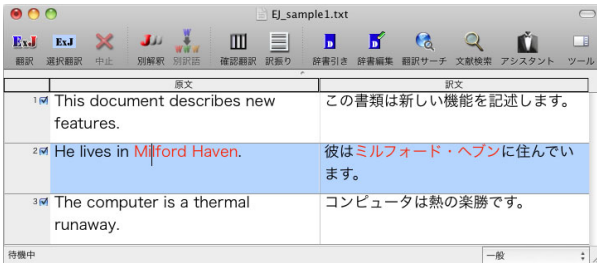 EJ_sample1.txt
ExJ ExJ
翻訳 選択翻訳 中止 別解釈 別訳語 確認翻訳 訳振り 辞書引き 辞書編集 翻訳サーチ 文献検索 アシスタント ツール
原文 訳文
1 This document describes new この書類は新しい機能を記述します。
features.
2 He lives in Milford Haven. 彼はミルフォード・ヘブンに住んでい
ます。
3 The computer is a thermal コンピュータは熱の楽勝です。
runaway.
待機中 一般